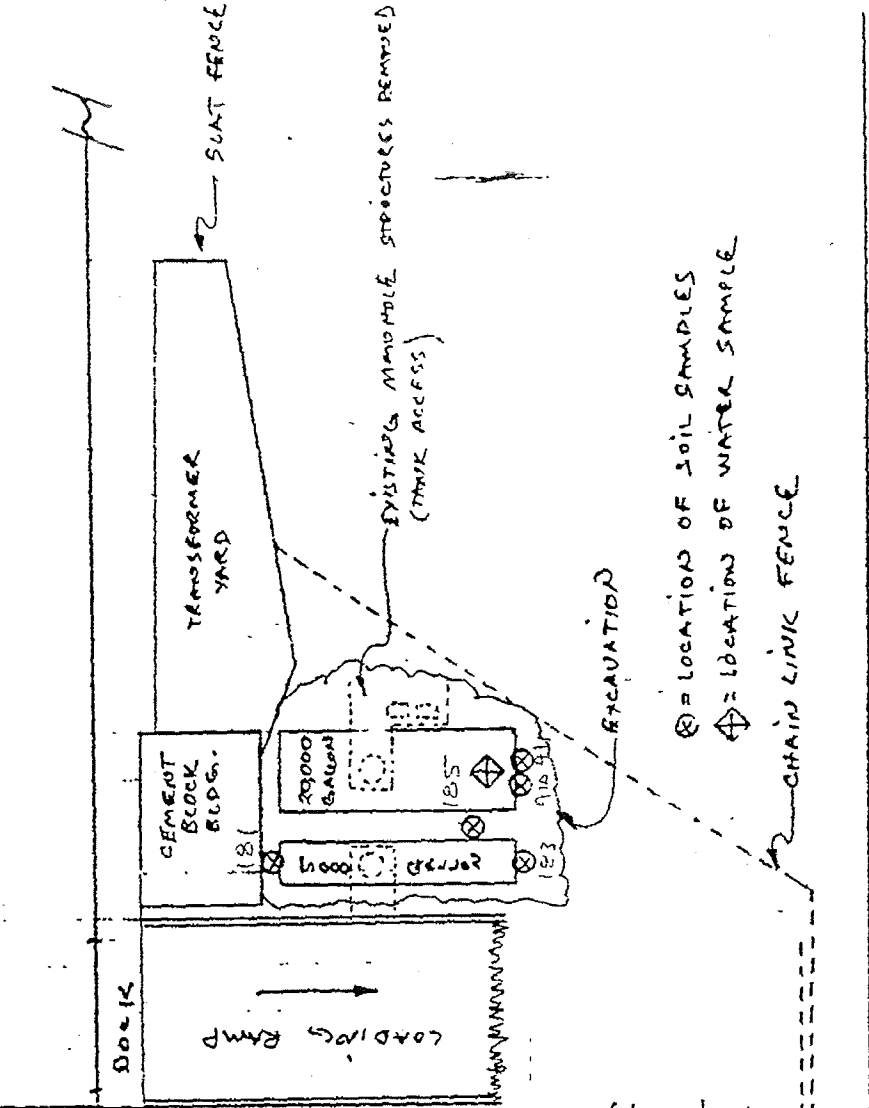 SLAT FENCE
EXISTING MANHOLE STRUCTURES REMOVED
(TANK ACCESS)
TRANSFORMER
YARD
CEMENT
BLOCK
BLDG.
20,000
GALLON
185
181
183
91
EXCAVATION
⊗ = LOCATION OF SOIL SAMPLES
= LOCATION OF WATER SAMPLE
CHAIN LINK FENCE
DOCK
LOADING RAMP